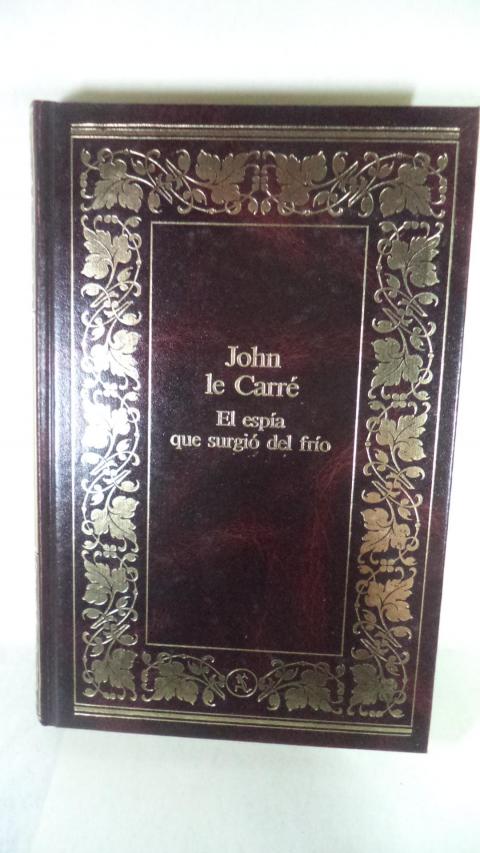 John
le Carré
El espía
que surgió del frío